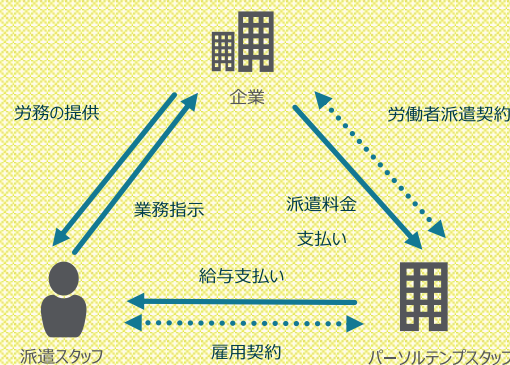 企業
労務の提供
労働者派遣契約
業務指示
派遣料金
支払い
給与支払い
派遣スタッフ
雇用契約
パーソルテンプスタッフ